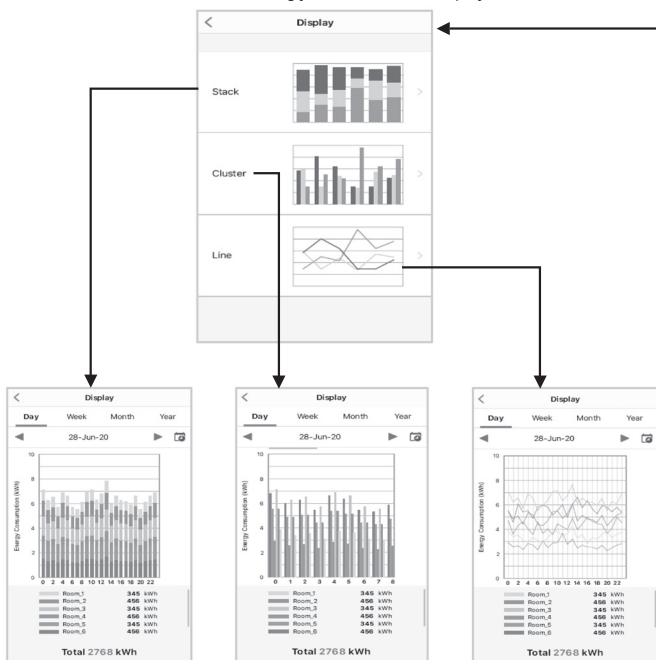 Display
Stack
Cluster
Line
Display
Day Week Month Year
28-Jun-20
Energy Consumption (kWh)
10
8
6
4
2
0
0 2 4 6 8 10 12 14 16 18 20 22
Room_1 345 kWh
Room_2 456 kWh
Room_3 345 kWh
Room_4 456 kWh
Room_5 345 kWh
Room_6 456 kWh
Total 2768 kWh
Display
Day Week Month Year
28-Jun-20
Energy Consumption (kWh)
10
8
6
4
2
0
0 1 2 3 4 5 6 7 8
Room_1 345 kWh
Room_2 456 kWh
Room_3 345 kWh
Room_4 456 kWh
Room_5 345 kWh
Room_6 456 kWh
Total 2768 kWh
Display
Day Week Month Year
28-Jun-20
Energy Consumption (kWh)
10
8
6
4
2
0
0 2 4 6 8 10 12 14 16 18 20 22
Room_1 345 kWh
Room_2 456 kWh
Room_3 345 kWh
Room_4 456 kWh
Room_5 345 kWh
Room_6 456 kWh
Total 2768 kWh